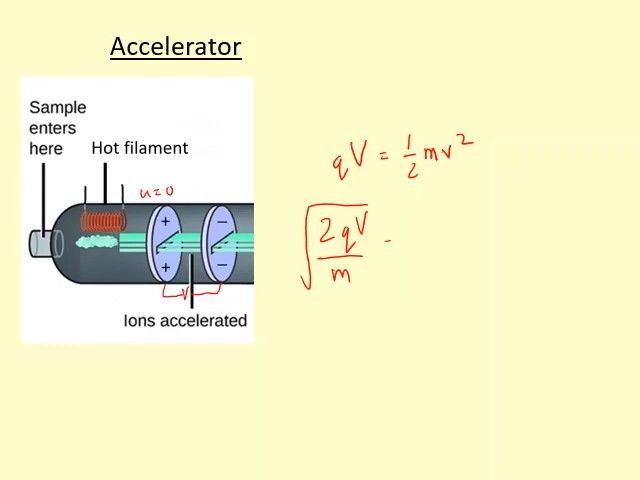 Accelerator
Sample
enters
here
Hot filament
u=0
+ −
+ −
V
Ions accelerated
qV = 1/2 mv²
√(2qV/m) =